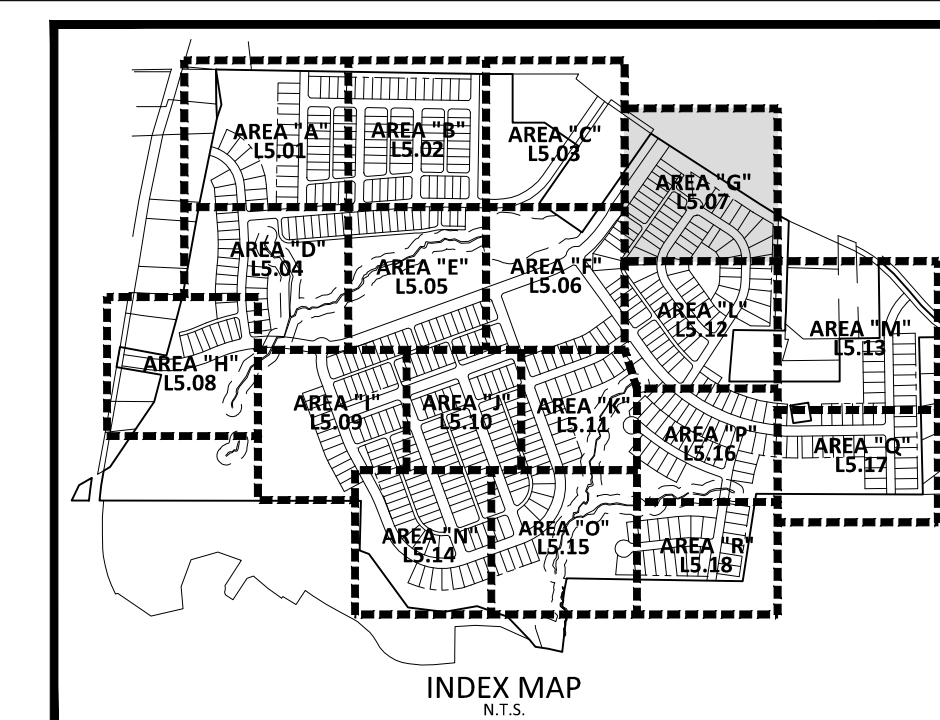 AREA "A"
L5.01
AREA "B"
L5.02
AREA "C"
L5.03
AREA "G"
L5.07
AREA "D"
L5.04
AREA "E"
L5.05
AREA "F"
L5.06
AREA "L"
L5.12
AREA "M"
L5.13
AREA "H"
L5.08
AREA "I"
L5.09
AREA "J"
L5.10
AREA "K"
L5.11
AREA "P"
L5.16
AREA "Q"
L5.17
AREA "N"
L5.14
AREA "O"
L5.15
AREA "R"
L5.18
INDEX MAP
N.T.S.